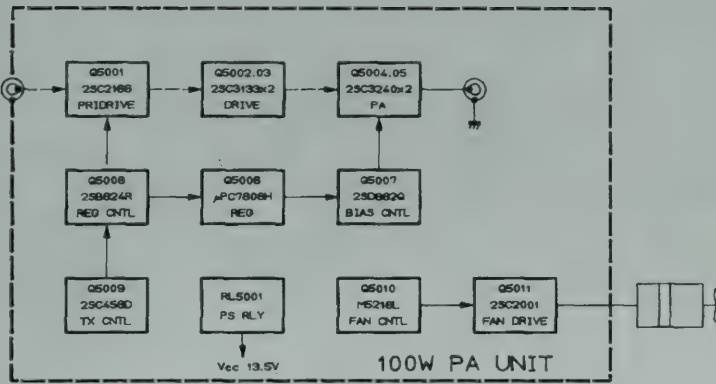 Q5001
2SC2166
PRIDRIVE
Q5002.03
2SC3133x2
DRIVE
Q5004.05
2SC3240x2
PA
Q5008
2SB824R
REG CNTL
Q5006
μPC7808H
REG
Q5007
2SD882Q
BIAS CNTL
Q5009
2SC458D
TX CNTL
RL5001
PS RLY
Q5010
M5218L
FAN CNTL
Q5011
2SC2001
FAN DRIVE
Vcc 13.5V
100W PA UNIT